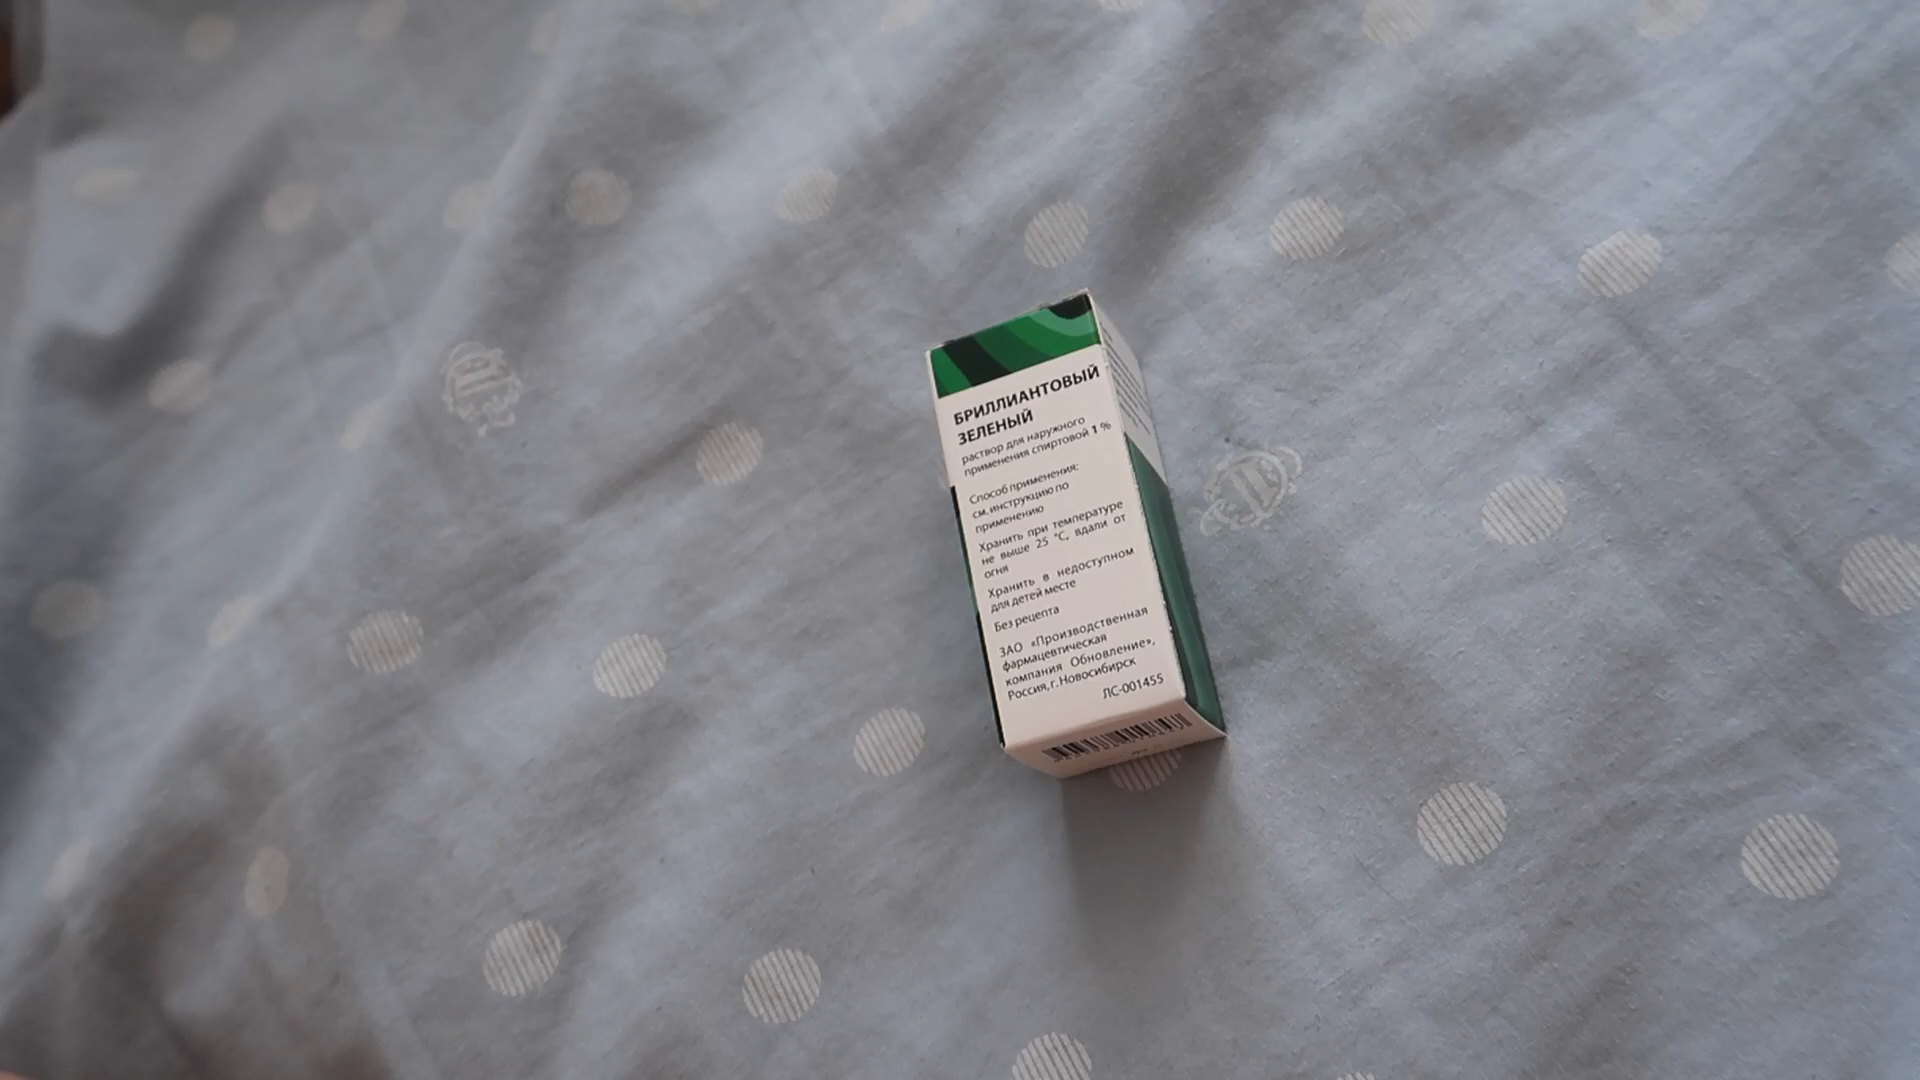 БРИЛЛИАНТОВЫЙ
ЗЕЛЕНЫЙ
раствор для наружного
применения спиртовой 1 %
Способ применения:
см. инструкцию по
применению
Хранить при температуре
не выше 25 °С, вдали от
огня
Хранить в недоступном
для детей месте
Без рецепта
ЗАО «Производственная
фармацевтическая
компания Обновление»,
Россия, г. Новосибирск
ЛС-001455